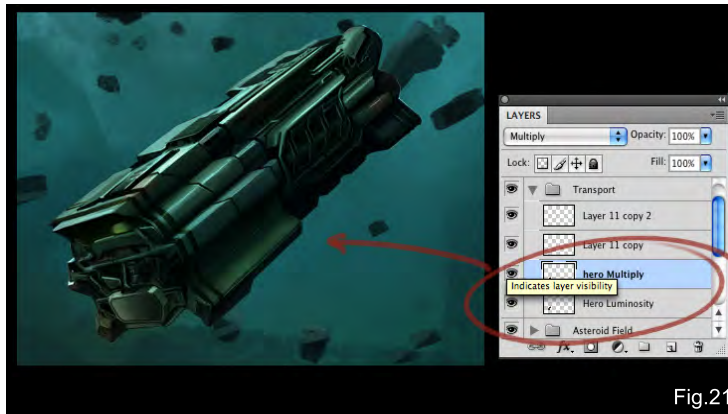 LAYERS
Multiply Opacity: 100%
Lock: Fill: 100%
Transport
Layer 11 copy 2
Layer 11 copy
hero Multiply
Indicates layer visibility
Hero Luminosity
Asteroid Field
fx.
Fig.21